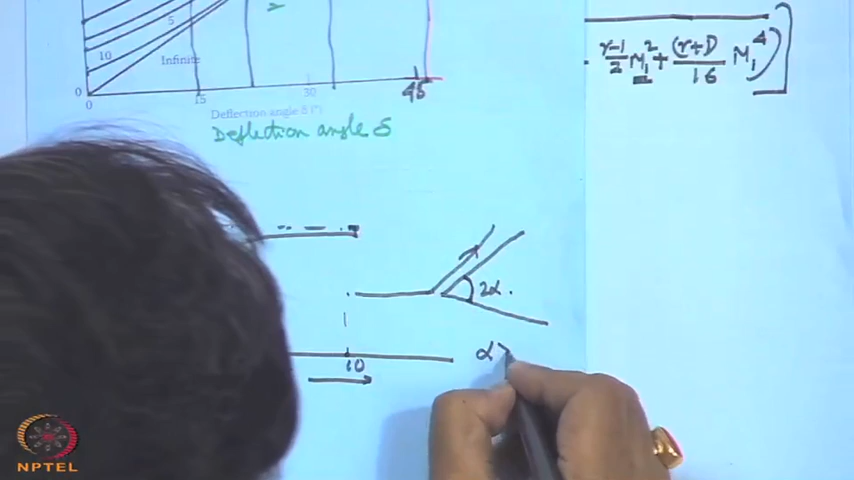 5
10
Infinite
0
0
15
30
45
Deflection angle δ (°)
Deflection angle δ
(γ-1)/2 M₁² + (γ+1)/16 M₁⁴)]
2α.
10
α>
NPTEL